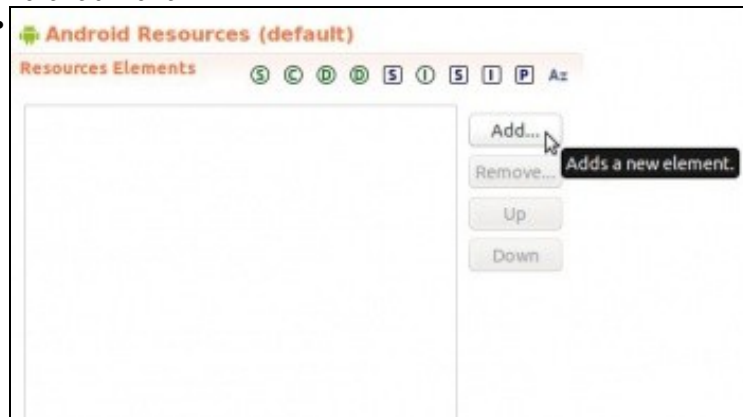 Android Resources (default)
Resources Elements
S C D D S I S I P Az
Add...
Adds a new element.
Remove...
Up
Down